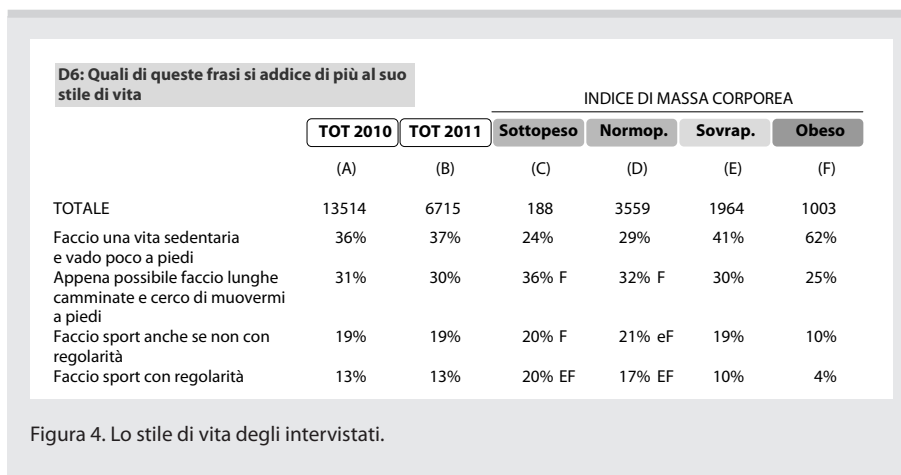 D6: Quali di queste frasi si addice di più al suo
stile di vita
INDICE DI MASSA CORPOREA
TOT 2010 TOT 2011 Sottopeso Normop. Sovrap. Obeso
(A) (B) (C) (D) (E) (F)
TOTALE 13514 6715 188 3559 1964 1003
Faccio una vita sedentaria 36% 37% 24% 29% 41% 62%
e vado poco a piedi
Appena possibile faccio lunghe 31% 30% 36% F 32% F 30% 25%
camminate e cerco di muovermi
a piedi
Faccio sport anche se non con 19% 19% 20% F 21% eF 19% 10%
regolarità
Faccio sport con regolarità 13% 13% 20% EF 17% EF 10% 4%
Figura 4. Lo stile di vita degli intervistati.